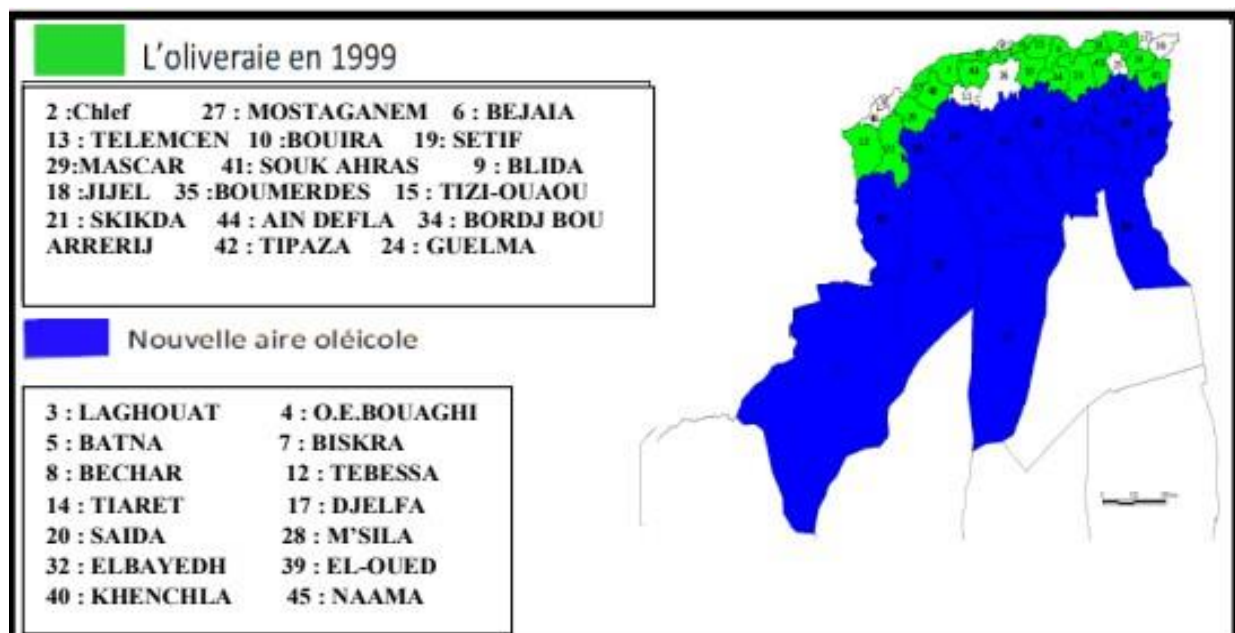 L'oliveraie en 1999
2 :Chlef 27 : MOSTAGANEM 6 : BEJAIA
13 : TELEMCEN 10 :BOUIRA 19: SETIF
29:MASCAR 41: SOUK AHRAS 9 : BLIDA
18 :JIJEL 35 :BOUMERDES 15 : TIZI-OUAOU
21 : SKIKDA 44 : AIN DEFLA 34 : BORDJ BOU
ARRERIJ 42 : TIPAZA 24 : GUELMA
Nouvelle aire oléicole
3 : LAGHOUAT 4 : O.E.BOUAGHI
5 : BATNA 7 : BISKRA
8 : BECHAR 12 : TEBESSA
14 : TIARET 17 : DJELFA
20 : SAIDA 28 : M'SILA
32 : ELBAYEDH 39 : EL-OUED
40 : KHENCHLA 45 : NAAMA